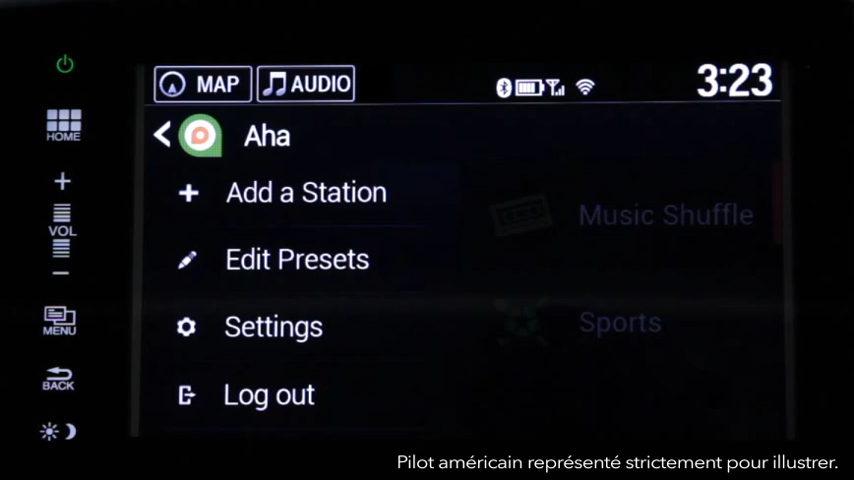 MAP
AUDIO
3:23
HOME
Aha
+
Add a Station
VOL
Music Shuffle
−
Edit Presets
MENU
Settings
Sports
BACK
Log out
Pilot américain représenté strictement pour illustrer.